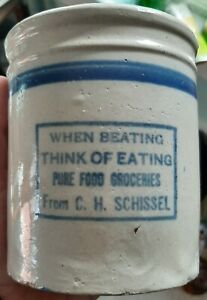 WHEN BEATING
THINK OF EATING
PURE FOOD GROCERIES
From C. H. SCHISSEL